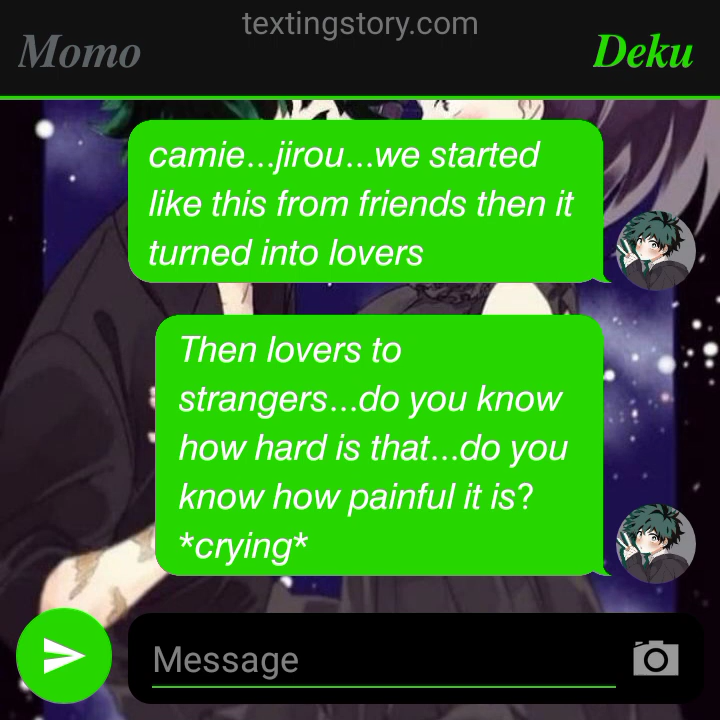 textingstory.com
Momo
Deku
camie...jirou...we started
like this from friends then it
turned into lovers
Then lovers to
strangers...do you know
how hard is that...do you
know how painful it is?
*crying*
Message